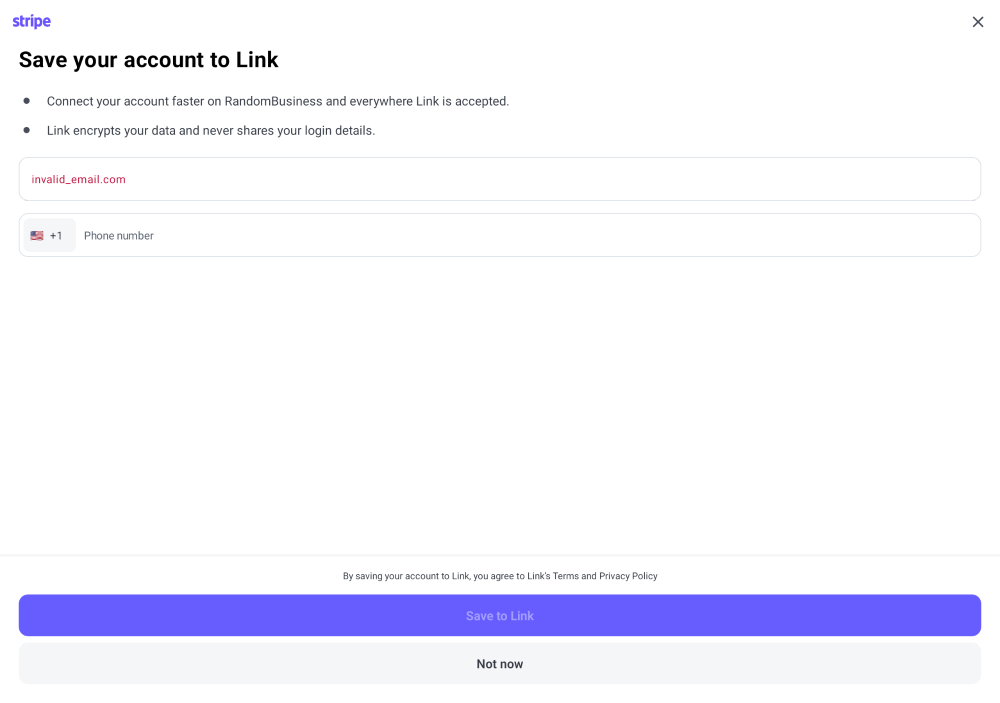 stripe
Save your account to Link
Connect your account faster on RandomBusiness and everywhere Link is accepted.
Link encrypts your data and never shares your login details.
invalid_email.com
+1 Phone number
By saving your account to Link, you agree to Link's Terms and Privacy Policy
Save to Link
Not now